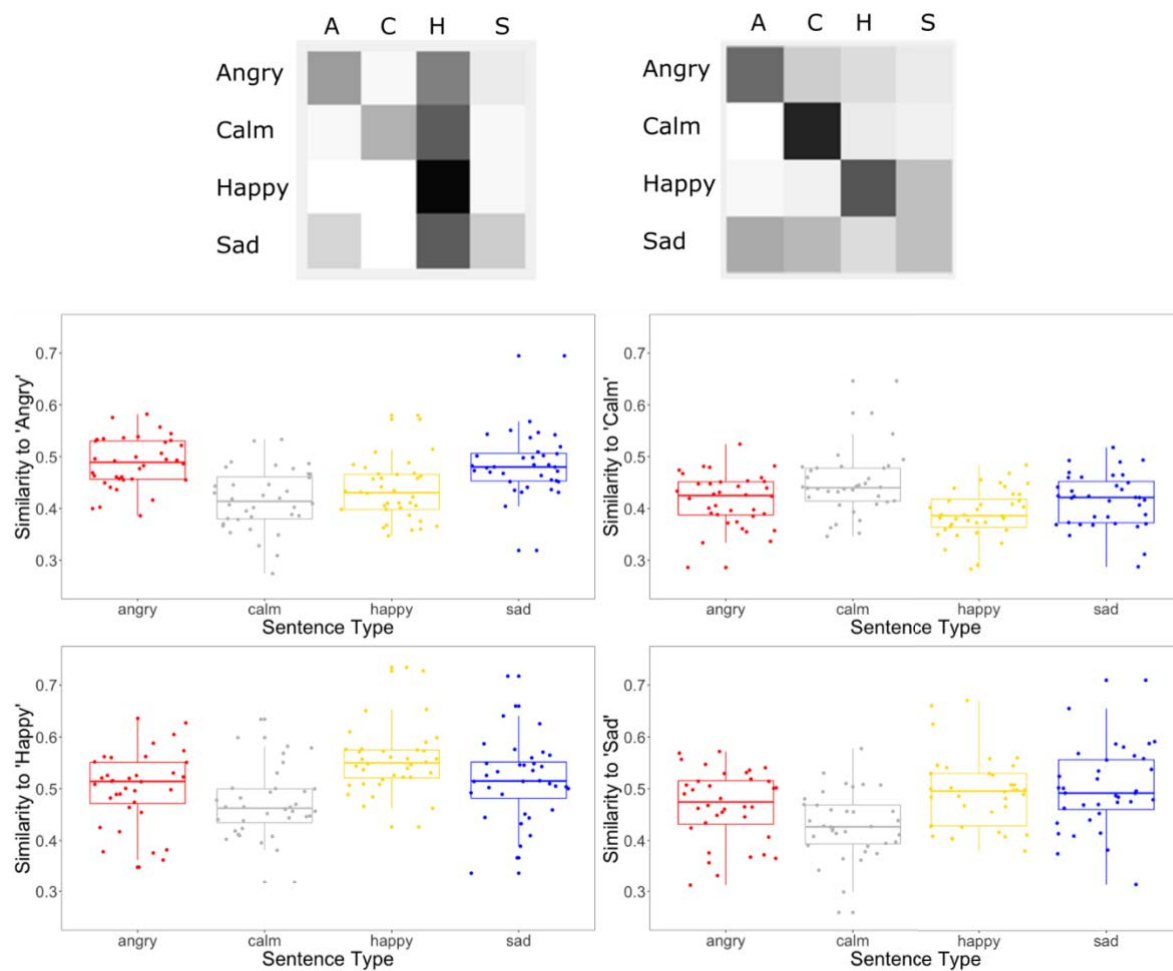 A C H S
Angry
Calm
Happy
Sad
A C H S
Angry
Calm
Happy
Sad
Similarity to 'Angry'
0.7
0.6
0.5
0.4
0.3
angry calm happy sad
Sentence Type
Similarity to 'Calm'
0.7
0.6
0.5
0.4
0.3
angry calm happy sad
Sentence Type
Similarity to 'Happy'
0.7
0.6
0.5
0.4
0.3
angry calm happy sad
Sentence Type
Similarity to 'Sad'
0.7
0.6
0.5
0.4
0.3
angry calm happy sad
Sentence Type